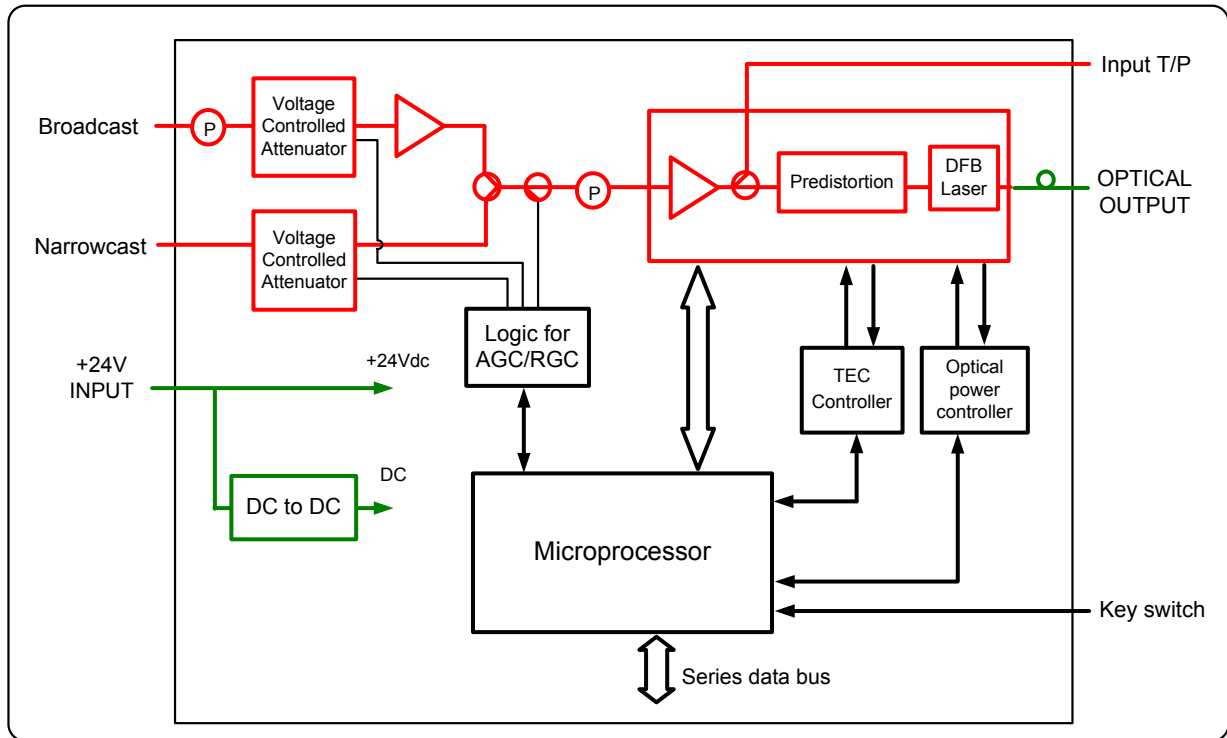 Input T/P
Broadcast
P
Voltage
Controlled
Attenuator
P
Predistortion
DFB
Laser
OPTICAL
OUTPUT
Narrowcast
Voltage
Controlled
Attenuator
Logic for
AGC/RGC
+24V
INPUT
+24Vdc
TEC
Controller
Optical
power
controller
DC to DC
DC
Microprocessor
Key switch
Series data bus